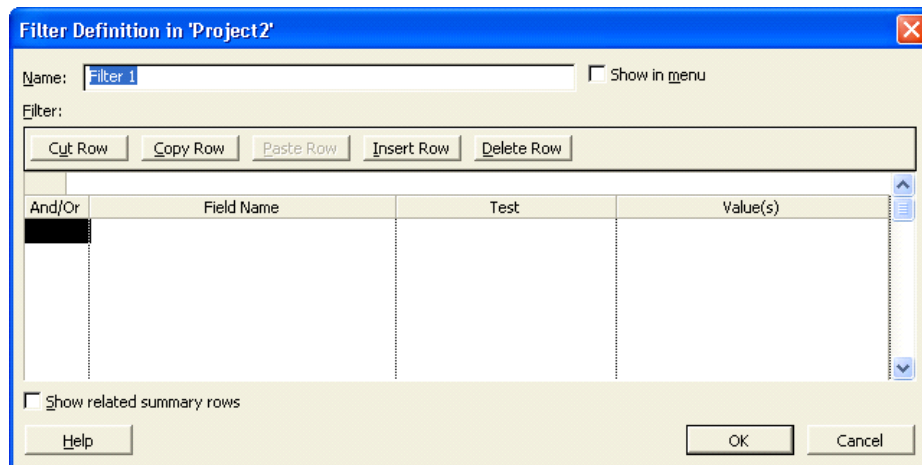 Filter Definition in 'Project2'
Name: Filter 1 Show in menu
Filter:
Cut Row Copy Row Paste Row Insert Row Delete Row
And/Or Field Name Test Value(s)
Show related summary rows
Help OK Cancel